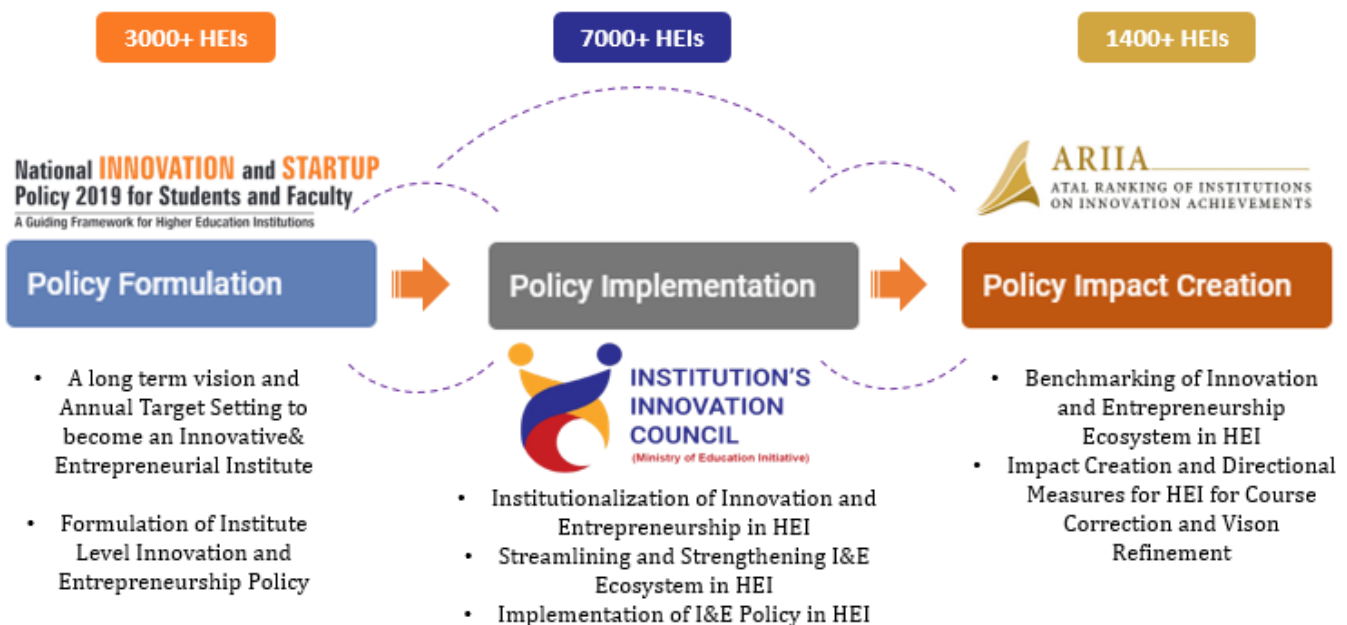 3000+ HEIs
7000+ HEIs
1400+ HEIs
National INNOVATION and STARTUP
Policy 2019 for Students and Faculty
A Guiding Framework for Higher Education Institutions
ARIIA
ATAL RANKING OF INSTITUTIONS
ON INNOVATION ACHIEVEMENTS
Policy Formulation
Policy Implementation
Policy Impact Creation
• A long term vision and
Annual Target Setting to
become an Innovative&
Entrepreneurial Institute
• Formulation of Institute
Level Innovation and
Entrepreneurship Policy
INSTITUTION'S
INNOVATION
COUNCIL
(Ministry of Education Initiative)
• Institutionalization of Innovation and
Entrepreneurship in HEI
• Streamlining and Strengthening I&E
Ecosystem in HEI
• Implementation of I&E Policy in HEI
• Benchmarking of Innovation
and Entrepreneurship
Ecosystem in HEI
• Impact Creation and Directional
Measures for HEI for Course
Correction and Vison
Refinement